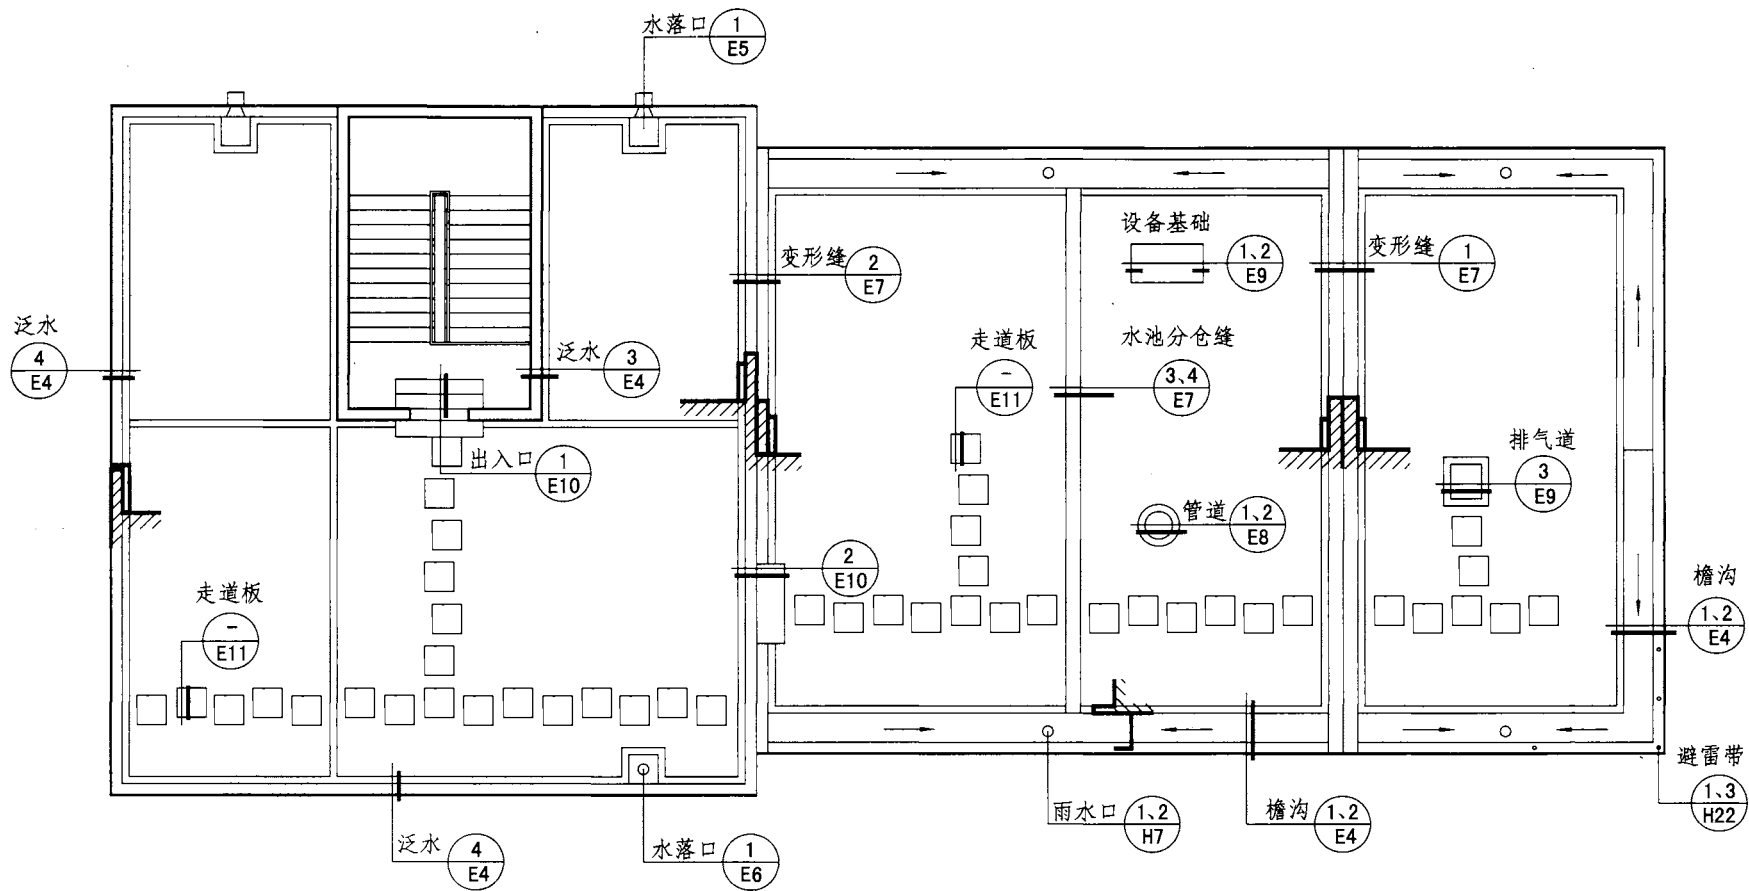 水落口 1
E5
变形缝 2
E7
设备基础 1、2
E9
变形缝 1
E7
泛水
4
E4
泛水 3
E4
走道板
–
E11
水池分仓缝
3、4
E7
出入口 1
E10
排气道
3
E9
管道 1、2
E8
2
E10
走道板
–
E11
檐沟
1、2
E4
避雷带
1、3
H22
泛水 4
E4
水落口 1
E6
雨水口 1、2
H7
檐沟 1、2
E4